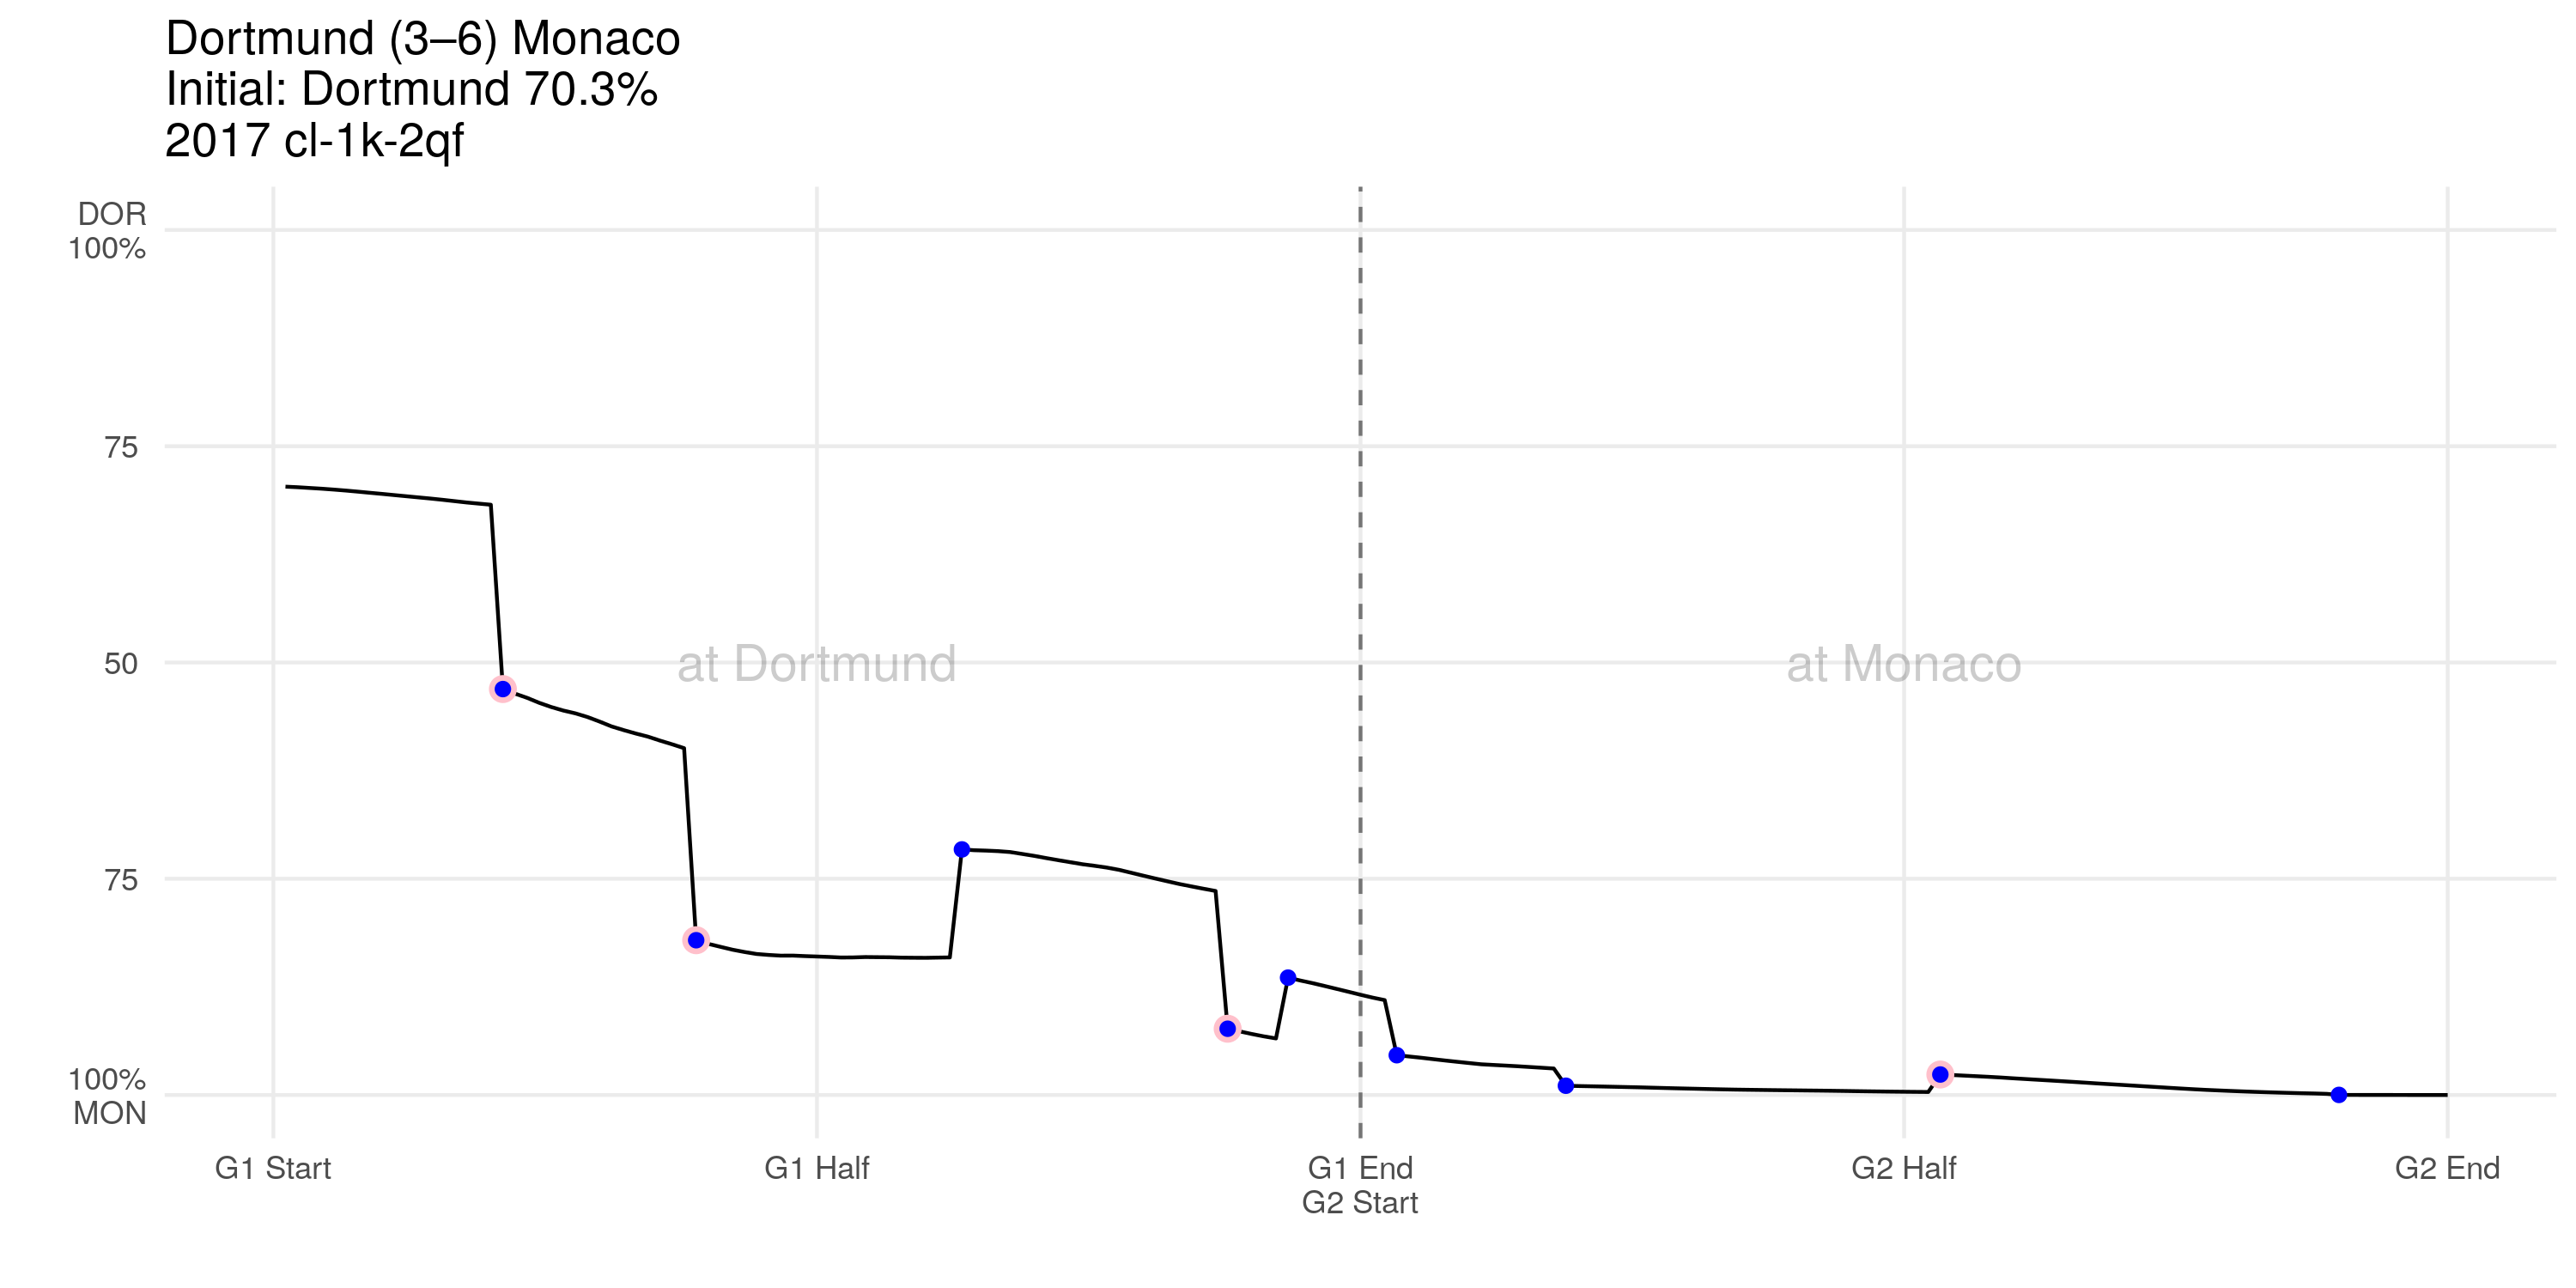 Dortmund (3–6) Monaco
Initial: Dortmund 70.3%
2017 cl-1k-2qf
DOR
100%
75
50
75
100%
MON
at Dortmund
at Monaco
G1 Start
G1 Half
G1 End
G2 Start
G2 Half
G2 End